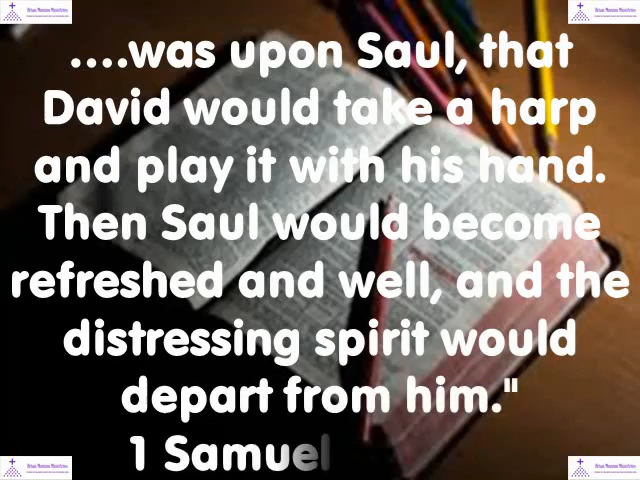 ....was upon Saul, that
David would take a harp
and play it with his hand.
Then Saul would become
refreshed and well, and the
distressing spirit would
depart from him."
1 Samuel